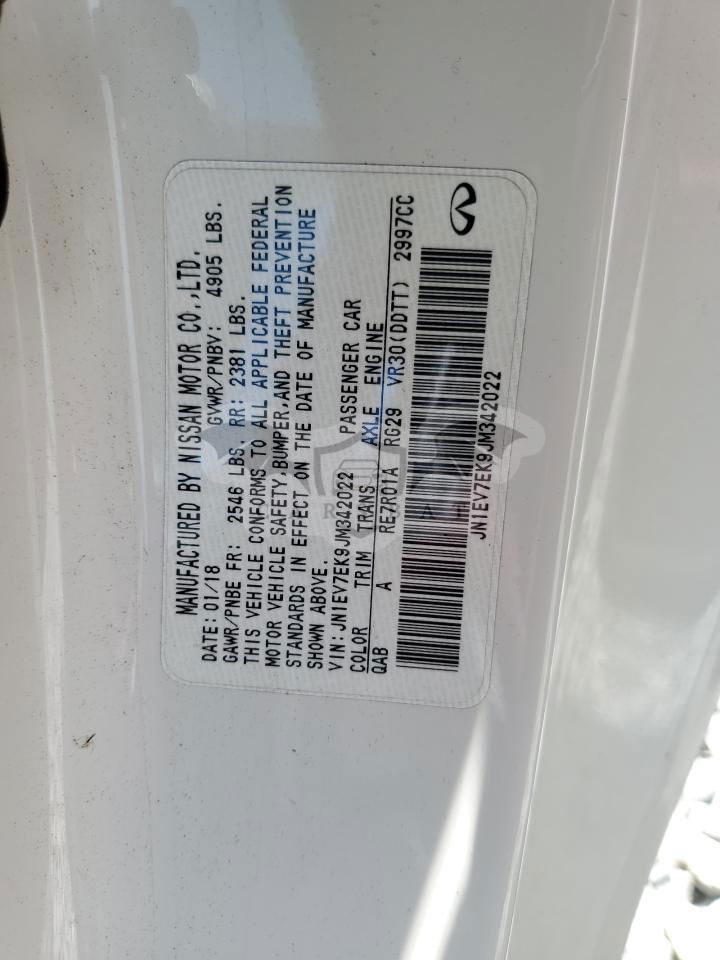 MANUFACTURED BY NISSAN MOTOR CO.,LTD.
DATE: 01/18 GVWR/PNBV: 4905 LBS.
GAWR/PNBE FR: 2546 LBS. RR: 2381 LBS.
THIS VEHICLE CONFORMS TO ALL APPLICABLE FEDERAL
MOTOR VEHICLE SAFETY,BUMPER,AND THEFT PREVENTION
STANDARDS IN EFFECT ON THE DATE OF MANUFACTURE
SHOWN ABOVE.
VIN:JN1EV7EK9JM342022 PASSENGER CAR
COLOR TRIM TRANS AXLE ENGINE
QAB A RE7R01A RG29 VR30(DDTT) 2997CC
JN1EV7EK9JM342022